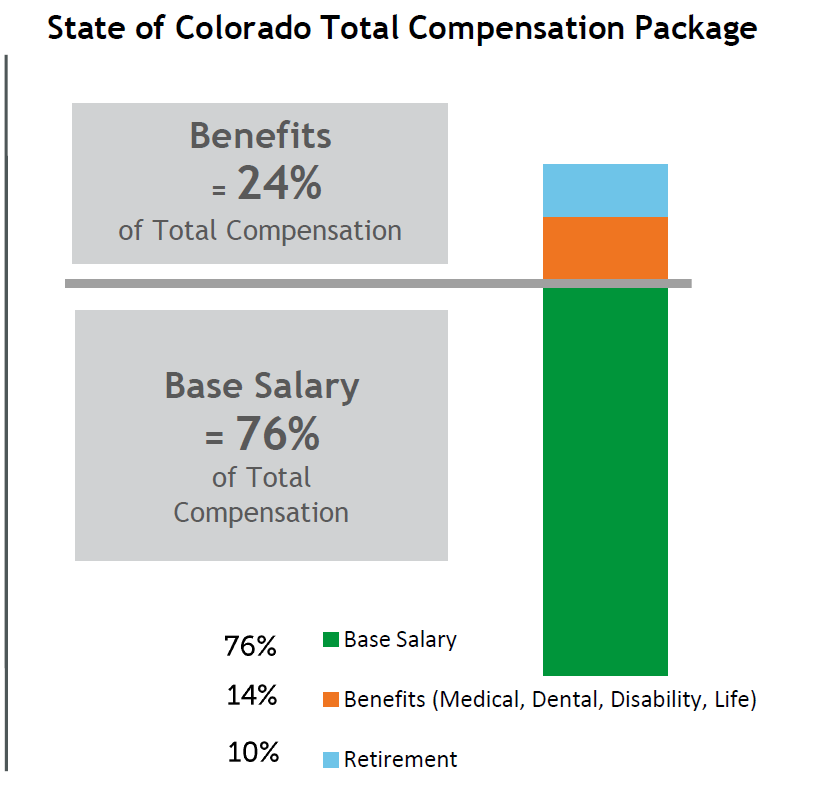 State of Colorado Total Compensation Package
Benefits
= 24%
of Total Compensation
Base Salary
= 76%
of Total
Compensation
76% Base Salary
14% Benefits (Medical, Dental, Disability, Life)
10% Retirement